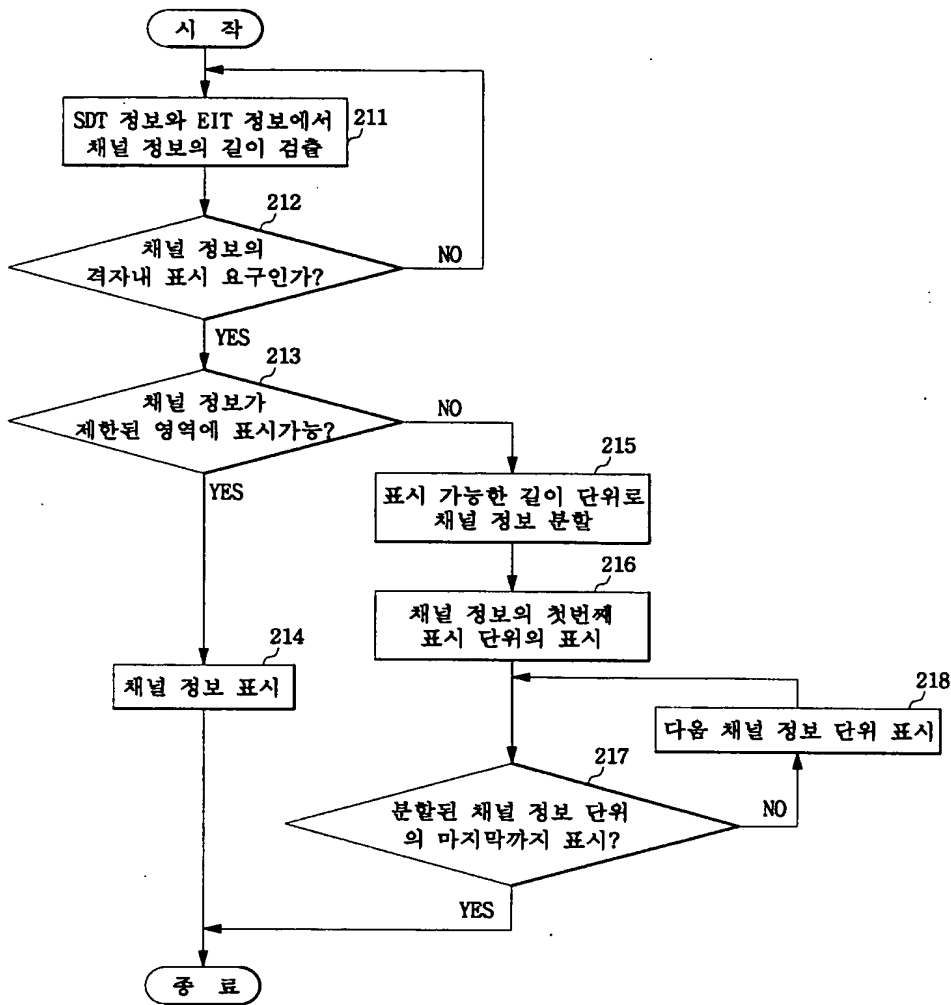 시 작
211
SDT 정보와 EIT 정보에서
채널 정보의 길이 검출
212
채널 정보의
격자내 표시 요구인가?
NO
YES
213
채널 정보가
제한된 영역에 표시가능?
NO
YES
215
표시 가능한 길이 단위로
채널 정보 분할
216
채널 정보의 첫번째
표시 단위의 표시
214
채널 정보 표시
218
다음 채널 정보 단위 표시
217
분할된 채널 정보 단위
의 마지막까지 표시?
NO
YES
종 료